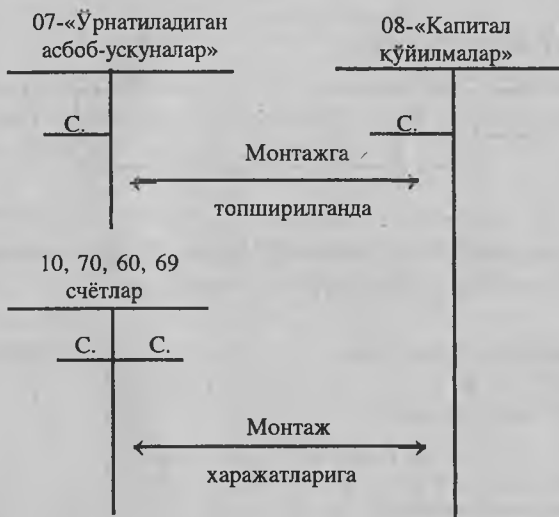 07-«Ўрнатиладиган
асбоб-ускуналар»
08-«Капитал
қўйилмалар»
С.
С.
Монтажга
топширилганда
10, 70, 60, 69
счётлар
С.
С.
Монтаж
харажатларига